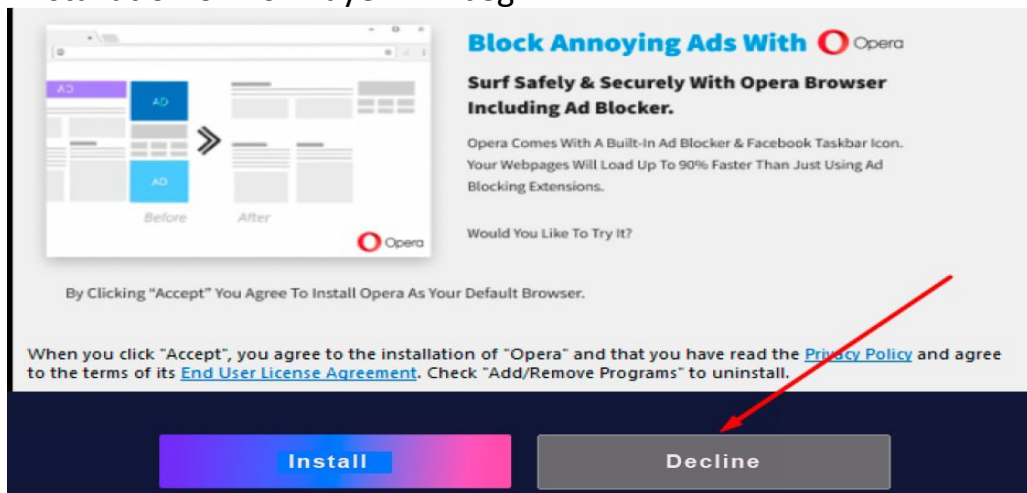 Block Annoying Ads With Opera
Surf Safely & Securely With Opera Browser
Including Ad Blocker.
Opera Comes With A Built-In Ad Blocker & Facebook Taskbar Icon.
Your Webpages Will Load Up To 90% Faster Than Just Using Ad
Blocking Extensions.
Would You Like To Try It?
AD
AD
AD
Before
After
Opera
By Clicking "Accept" You Agree To Install Opera As Your Default Browser.
When you click "Accept", you agree to the installation of "Opera" and that you have read the Privacy Policy and agree
to the terms of its End User License Agreement. Check "Add/Remove Programs" to uninstall.
Install
Decline